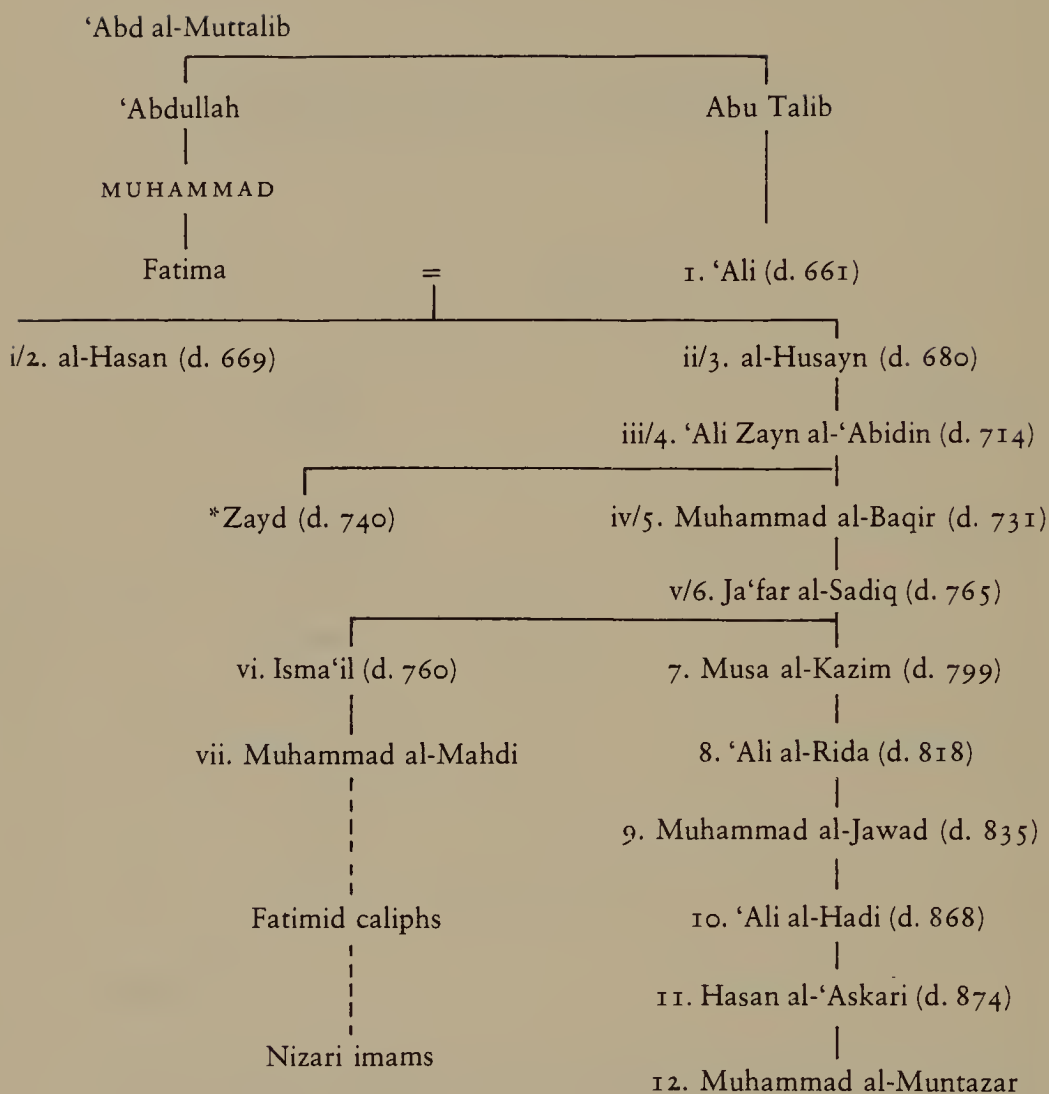 ‘Abd al-Muttalib
‘Abdullah Abu Talib
MUHAMMAD
Fatima = 1. ‘Ali (d. 661)
i/2. al-Hasan (d. 669) ii/3. al-Husayn (d. 680)
iii/4. ‘Ali Zayn al-‘Abidin (d. 714)
*Zayd (d. 740) iv/5. Muhammad al-Baqir (d. 731)
v/6. Ja‘far al-Sadiq (d. 765)
vi. Isma‘il (d. 760) 7. Musa al-Kazim (d. 799)
vii. Muhammad al-Mahdi 8. ‘Ali al-Rida (d. 818)
9. Muhammad al-Jawad (d. 835)
Fatimid caliphs 10. ‘Ali al-Hadi (d. 868)
11. Hasan al-‘Askari (d. 874)
Nizari imams
12. Muhammad al-Muntazar